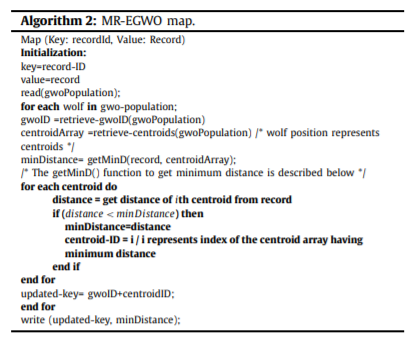 Algorithm 2: MR-EGWO map.
Map (Key: recordId, Value: Record)
Initialization:
key=record-ID
value=record
read(gwoPopulation);
for each wolf in gwo-population;
gwoID =retrieve-gwoID(gwoPopulation)
centroidArray =retrieve-centroids(gwoPopulation) /* wolf position represents
centroids */
minDistance= getMinD(record, centroidArray);
/* The getMinD() function to get minimum distance is described below */
for each centroid do
distance = get distance of ith centroid from record
if (distance < minDistance) then
minDistance=distance
centroid-ID = i / i represents index of the centroid array having
minimum distance
end if
end for
updated-key= gwoID+centroidID;
end for
write (updated-key, minDistance);